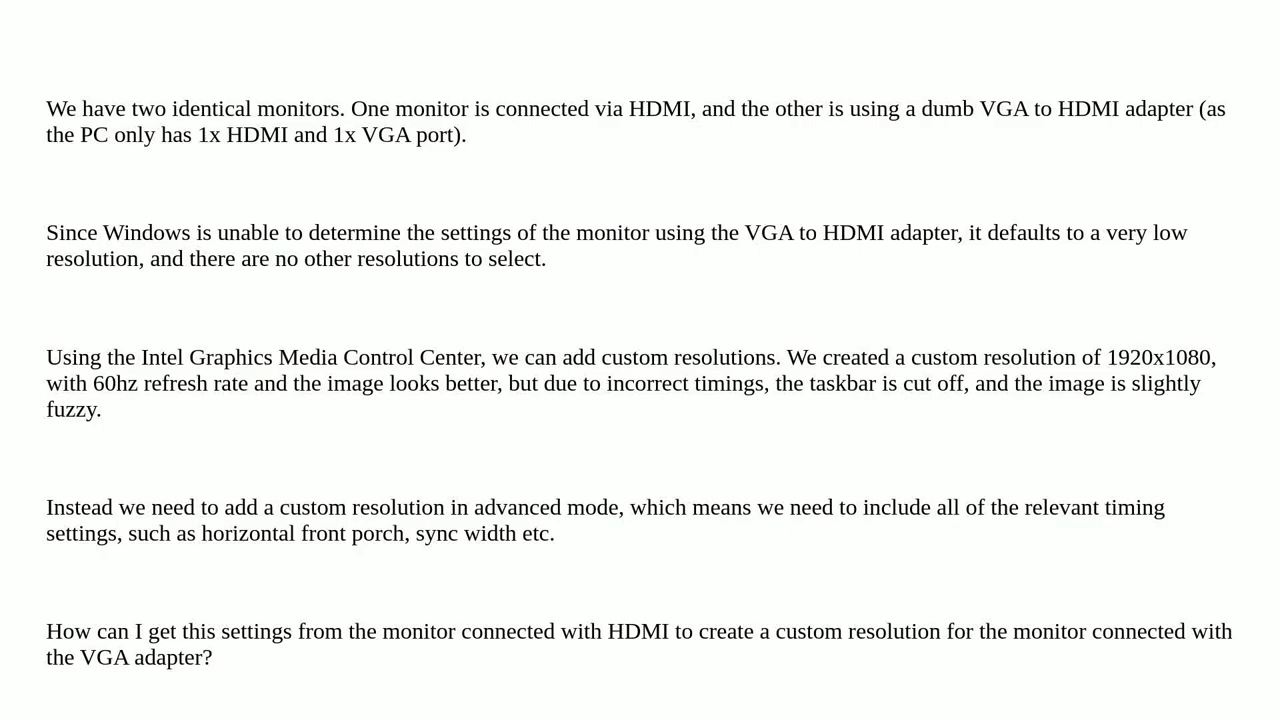 We have two identical monitors. One monitor is connected via HDMI, and the other is using a dumb VGA to HDMI adapter (as
the PC only has 1x HDMI and 1x VGA port).
Since Windows is unable to determine the settings of the monitor using the VGA to HDMI adapter, it defaults to a very low
resolution, and there are no other resolutions to select.
Using the Intel Graphics Media Control Center, we can add custom resolutions. We created a custom resolution of 1920x1080,
with 60hz refresh rate and the image looks better, but due to incorrect timings, the taskbar is cut off, and the image is slightly
fuzzy.
Instead we need to add a custom resolution in advanced mode, which means we need to include all of the relevant timing
settings, such as horizontal front porch, sync width etc.
How can I get this settings from the monitor connected with HDMI to create a custom resolution for the monitor connected with
the VGA adapter?